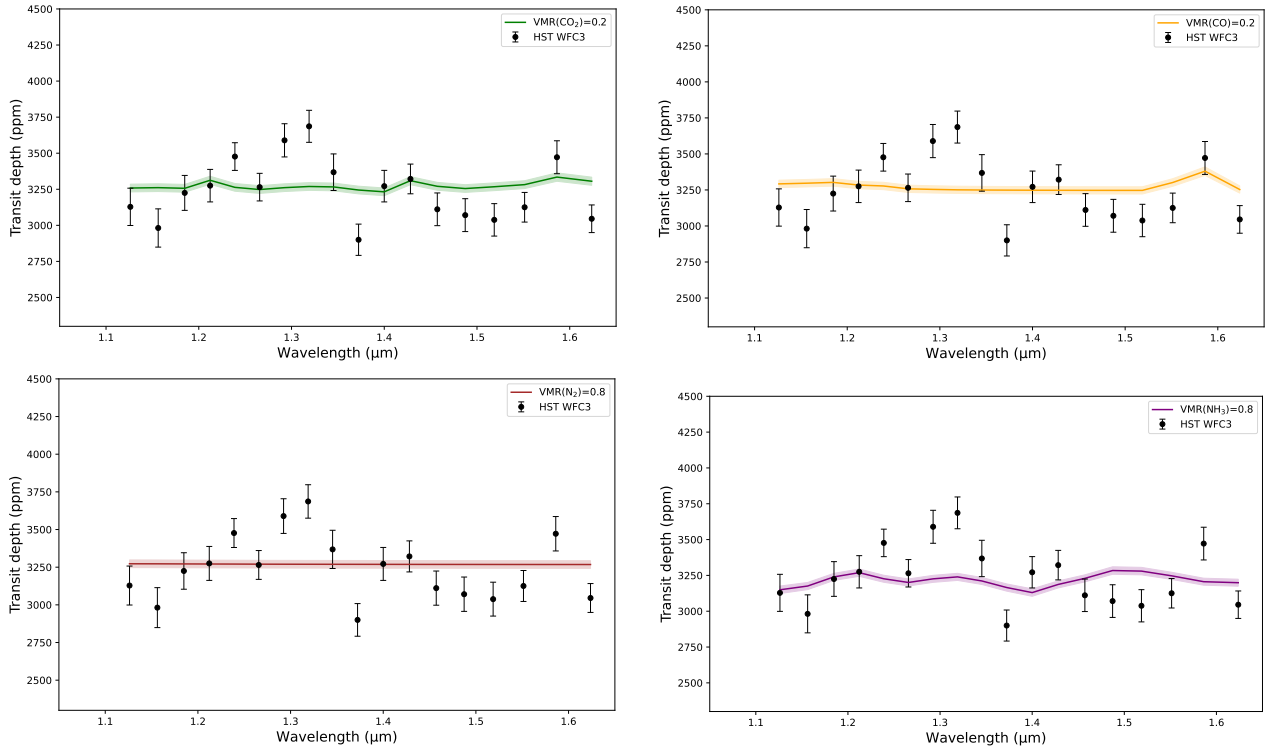 4500
4250
4000
3750
3500
3250
3000
2750
2500
Transit depth (ppm)
VMR(CO₂)=0.2
HST WFC3
1.1 1.2 1.3 1.4 1.5 1.6
Wavelength (μm)
4500
4250
4000
3750
3500
3250
3000
2750
2500
Transit depth (ppm)
VMR(CO)=0.2
HST WFC3
1.1 1.2 1.3 1.4 1.5 1.6
Wavelength (μm)
4500
4250
4000
3750
3500
3250
3000
2750
2500
Transit depth (ppm)
VMR(N₂)=0.8
HST WFC3
1.1 1.2 1.3 1.4 1.5 1.6
Wavelength (μm)
4500
4250
4000
3750
3500
3250
3000
2750
2500
Transit depth (ppm)
VMR(NH₃)=0.8
HST WFC3
1.1 1.2 1.3 1.4 1.5 1.6
Wavelength (μm)